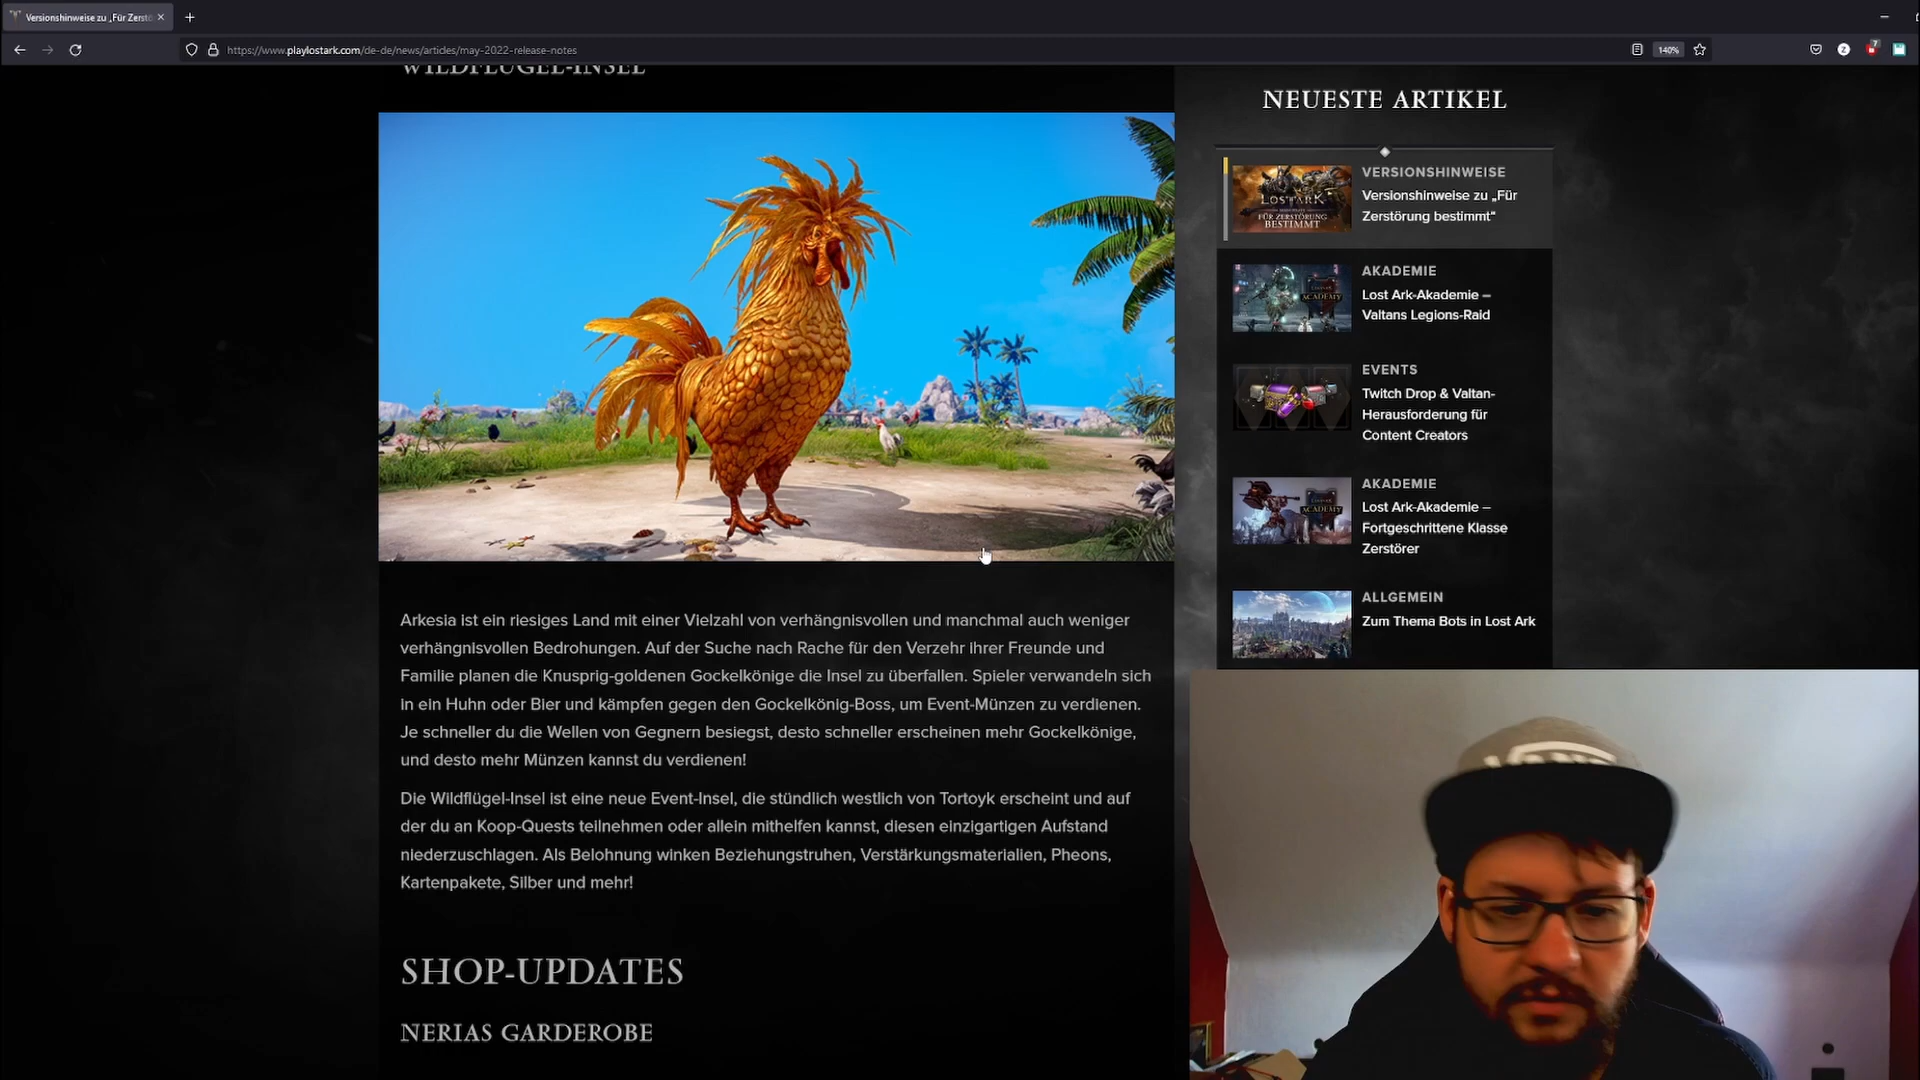 Versionshinweise zu „Für Zerstö
https://www.playlostark.com/de-de/news/articles/may-2022-release-notes
140%
WILDFLÜGEL-INSEL
Arkesia ist ein riesiges Land mit einer Vielzahl von verhängnisvollen und manchmal auch weniger
verhängnisvollen Bedrohungen. Auf der Suche nach Rache für den Verzehr ihrer Freunde und
Familie planen die Knusprig-goldenen Gockelkönige die Insel zu überfallen. Spieler verwandeln sich
in ein Huhn oder Bier und kämpfen gegen den Gockelkönig-Boss, um Event-Münzen zu verdienen.
Je schneller du die Wellen von Gegnern besiegst, desto schneller erscheinen mehr Gockelkönige,
und desto mehr Münzen kannst du verdienen!
Die Wildflügel-Insel ist eine neue Event-Insel, die stündlich westlich von Tortoyk erscheint und auf
der du an Koop-Quests teilnehmen oder allein mithelfen kannst, diesen einzigartigen Aufstand
niederzuschlagen. Als Belohnung winken Beziehungstruhen, Verstärkungsmaterialien, Pheons,
Kartenpakete, Silber und mehr!
SHOP-UPDATES
NERIAS GARDEROBE
NEUESTE ARTIKEL
LOST ARK
FÜR ZERSTÖRUNG
BESTIMMT
VERSIONSHINWEISE
Versionshinweise zu „Für
Zerstörung bestimmt“
ACADEMY
AKADEMIE
Lost Ark-Akademie –
Valtans Legions-Raid
EVENTS
Twitch Drop & Valtan-
Herausforderung für
Content Creators
ACADEMY
AKADEMIE
Lost Ark-Akademie –
Fortgeschrittene Klasse
Zerstörer
ALLGEMEIN
Zum Thema Bots in Lost Ark
VANS